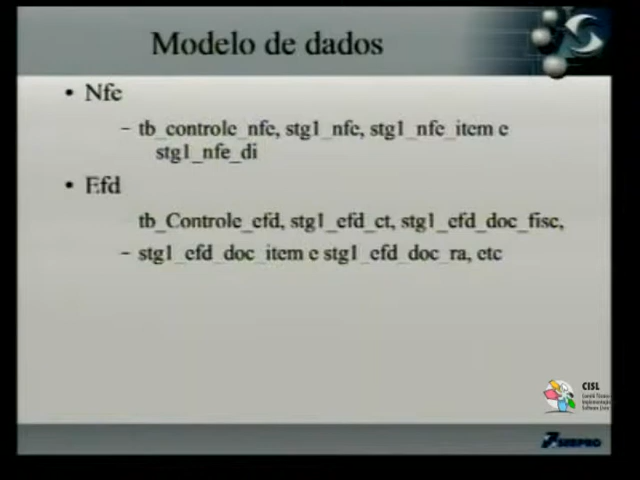 Modelo de dados
• Nfe
– tb_controle_nfe, stg1_nfe, stg1_nfe_item e
stg1_nfe_di
• Efd
tb_Controle_efd, stg1_efd_ct, stg1_efd_doc_fisc,
– stg1_efd_doc_item e stg1_efd_doc_ra, etc
CISL
SERPRO